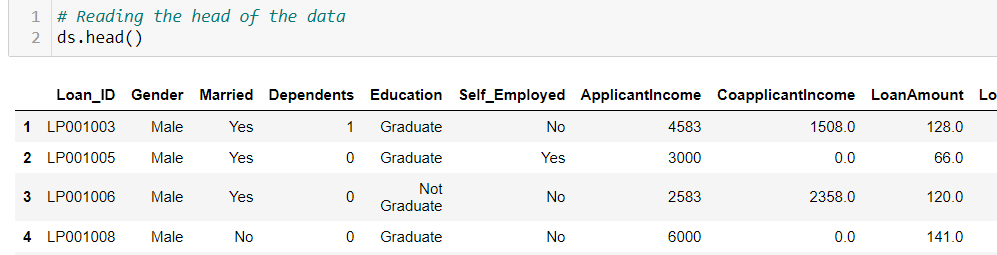 1 # Reading the head of the data
2 ds.head()
Loan_ID Gender Married Dependents Education Self_Employed ApplicantIncome CoapplicantIncome LoanAmount Lo
1 LP001003 Male Yes 1 Graduate No 4583 1508.0 128.0
2 LP001005 Male Yes 0 Graduate Yes 3000 0.0 66.0
3 LP001006 Male Yes 0 Not Graduate No 2583 2358.0 120.0
4 LP001008 Male No 0 Graduate No 6000 0.0 141.0